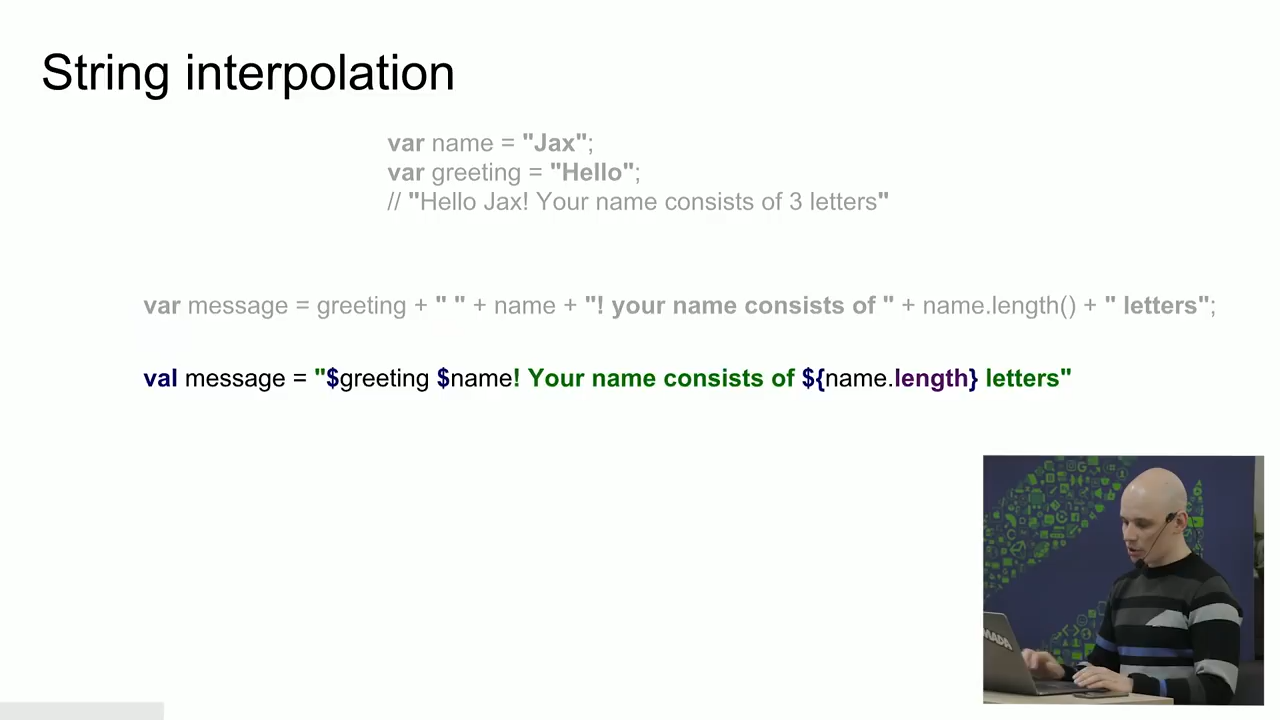 String interpolation
var name = "Jax";
var greeting = "Hello";
// "Hello Jax! Your name consists of 3 letters"
var message = greeting + " " + name + "! your name consists of " + name.length() + " letters";
val message = "$greeting $name! Your name consists of ${name.length} letters"